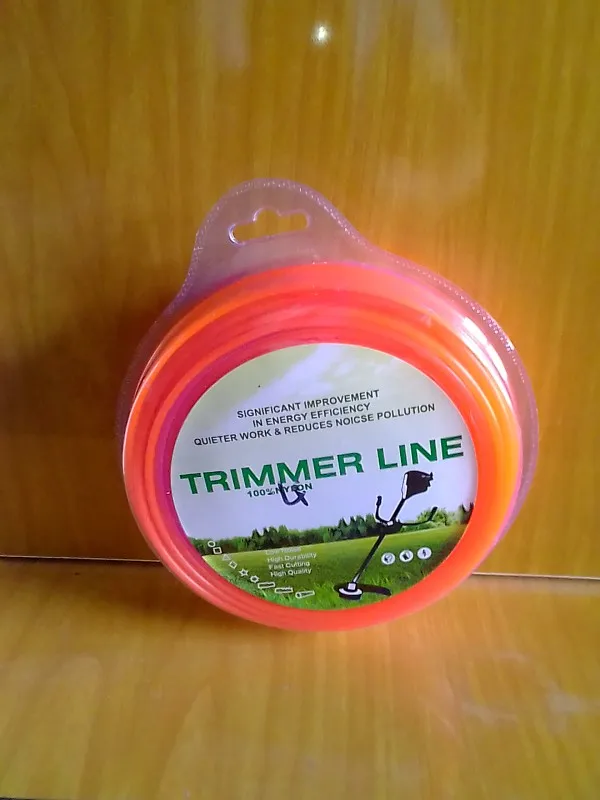 SIGNIFICANT IMPROVEMENT
IN ENERGY EFFICIENCY
QUIETER WORK & REDUCES NOICSE POLLUTION
TRIMMER LINE
100% NYLON
4
High Durability
Fast Cutting
High Quality